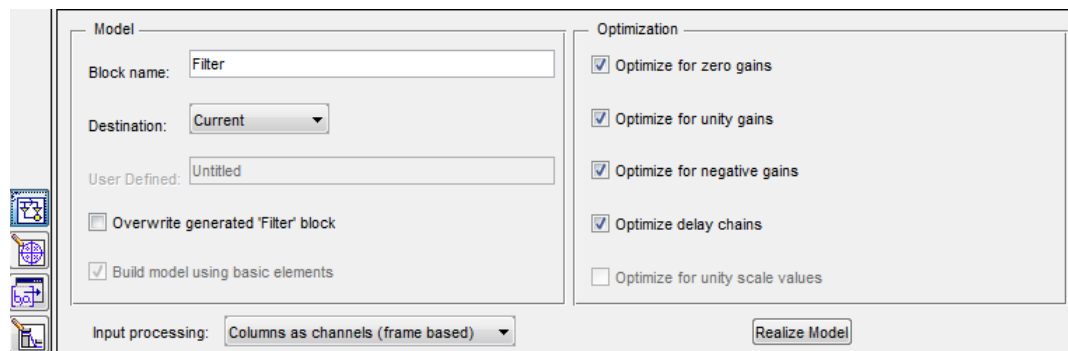 Model
Block name: Filter
Destination: Current
User Defined: Untitled
Overwrite generated 'Filter' block
Build model using basic elements
Input processing: Columns as channels (frame based)
Optimization
Optimize for zero gains
Optimize for unity gains
Optimize for negative gains
Optimize delay chains
Optimize for unity scale values
Realize Model
[b,a]